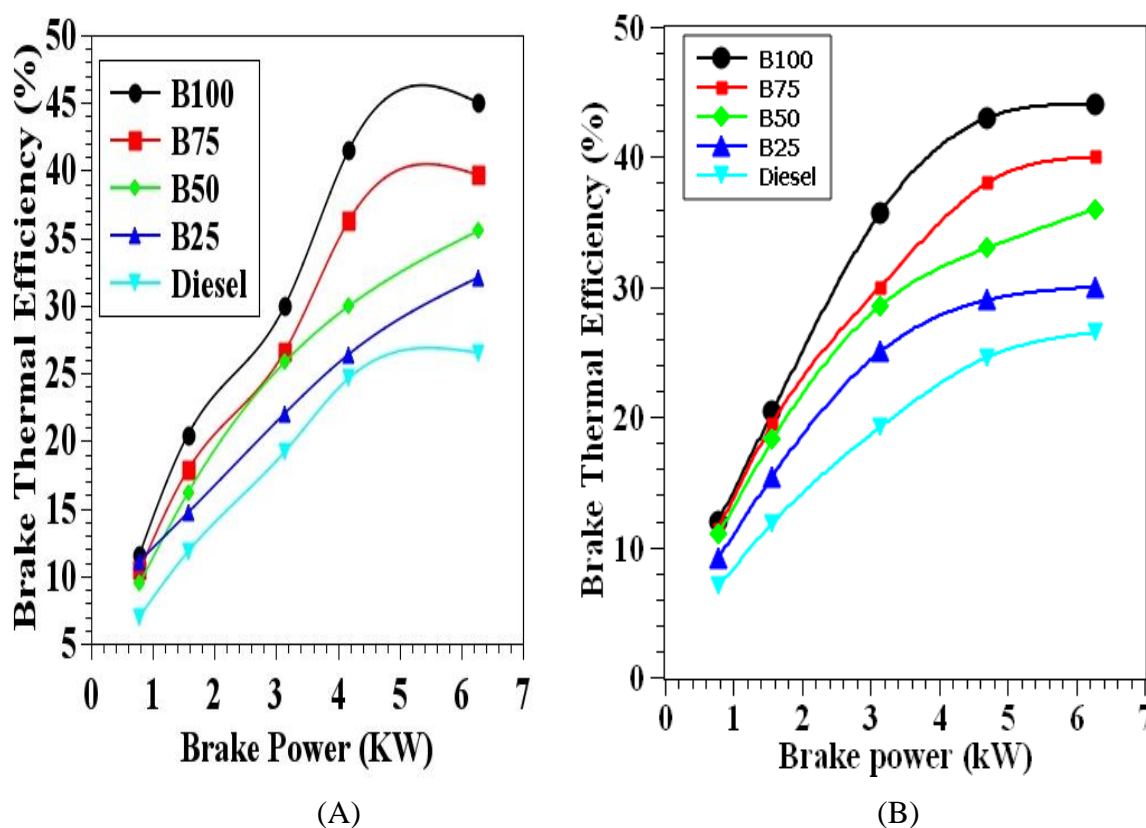 Brake Thermal Efficiency (%)
50
45
40
35
30
25
20
15
10
5
B100
B75
B50
B25
Diesel
0 1 2 3 4 5 6 7
Brake Power (KW)
(A)
Brake Thermal Efficiency (%)
50
40
30
20
10
0
B100
B75
B50
B25
Diesel
0 1 2 3 4 5 6 7
Brake power (kW)
(B)